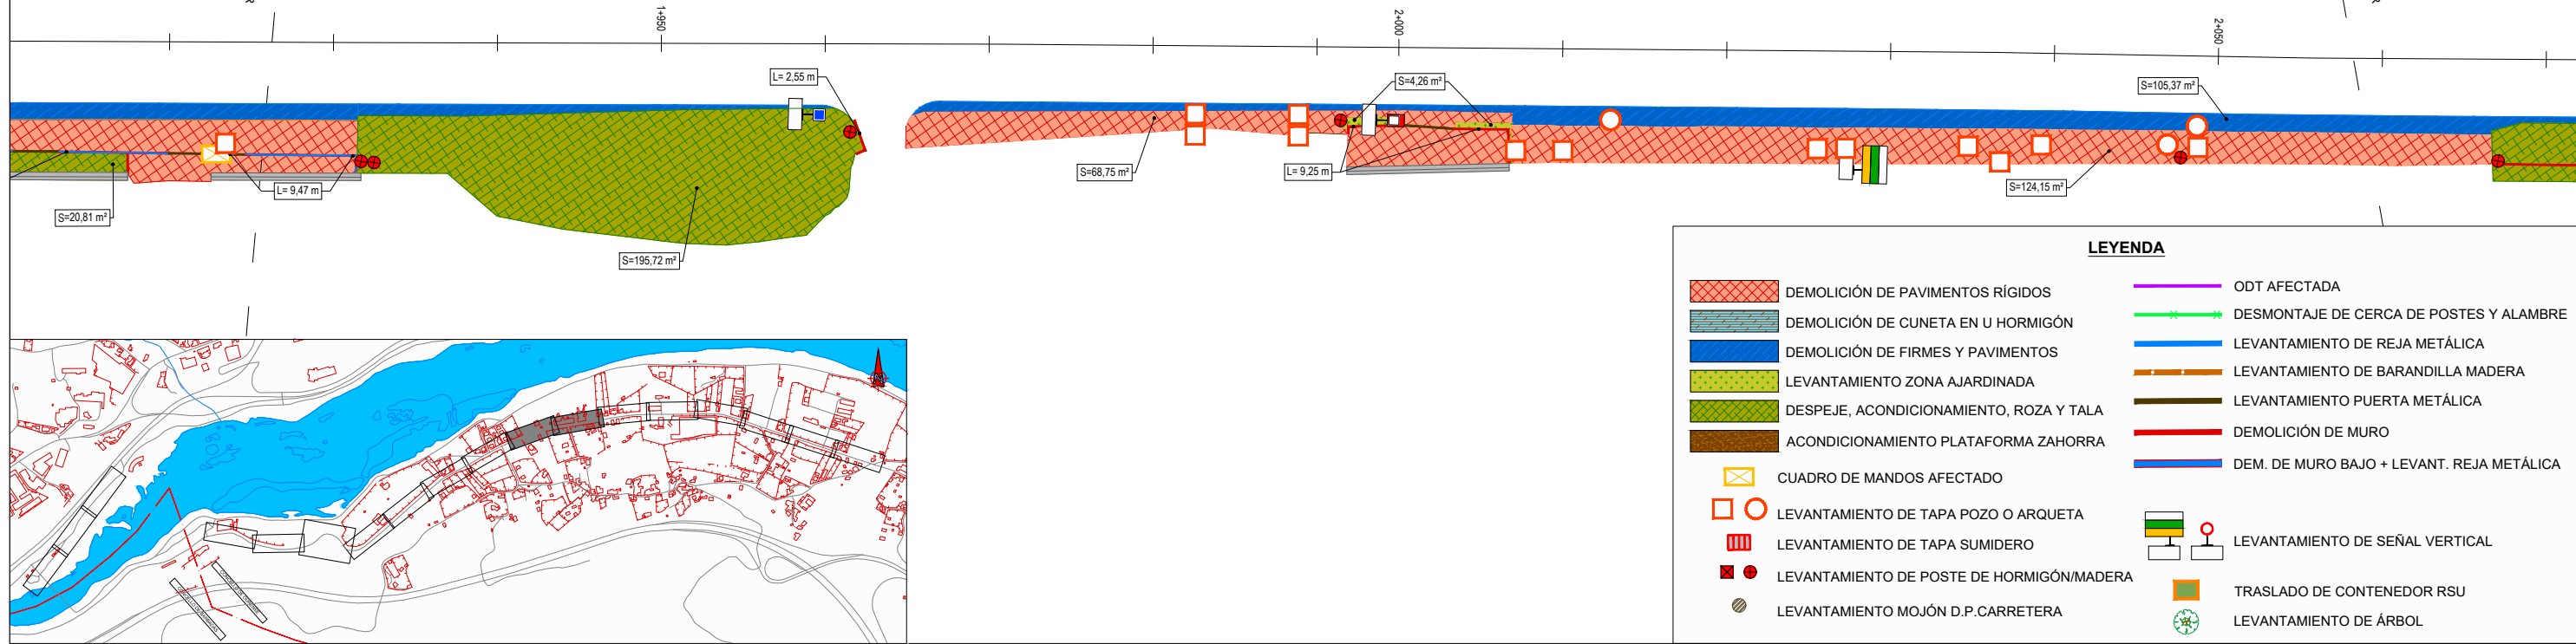 1+950
2+000
2+050
L= 2,55 m
S=4,26 m²
S=105,37 m²
S=20,81 m²
L= 9,47 m
S=195,72 m²
S=68,75 m²
L= 9,25 m
S=124,15 m²
LEYENDA
DEMOLICIÓN DE PAVIMENTOS RÍGIDOS
DEMOLICIÓN DE CUNETA EN U HORMIGÓN
DEMOLICIÓN DE FIRMES Y PAVIMENTOS
LEVANTAMIENTO ZONA AJARDINADA
DESPEJE, ACONDICIONAMIENTO, ROZA Y TALA
ACONDICIONAMIENTO PLATAFORMA ZAHORRA
CUADRO DE MANDOS AFECTADO
LEVANTAMIENTO DE TAPA POZO O ARQUETA
LEVANTAMIENTO DE TAPA SUMIDERO
LEVANTAMIENTO DE POSTE DE HORMIGÓN/MADERA
LEVANTAMIENTO MOJÓN D.P.CARRETERA
ODT AFECTADA
DESMONTAJE DE CERCA DE POSTES Y ALAMBRE
LEVANTAMIENTO DE REJA METÁLICA
LEVANTAMIENTO DE BARANDILLA MADERA
LEVANTAMIENTO PUERTA METÁLICA
DEMOLICIÓN DE MURO
DEM. DE MURO BAJO + LEVANT. REJA METÁLICA
LEVANTAMIENTO DE SEÑAL VERTICAL
TRASLADO DE CONTENEDOR RSU
LEVANTAMIENTO DE ÁRBOL